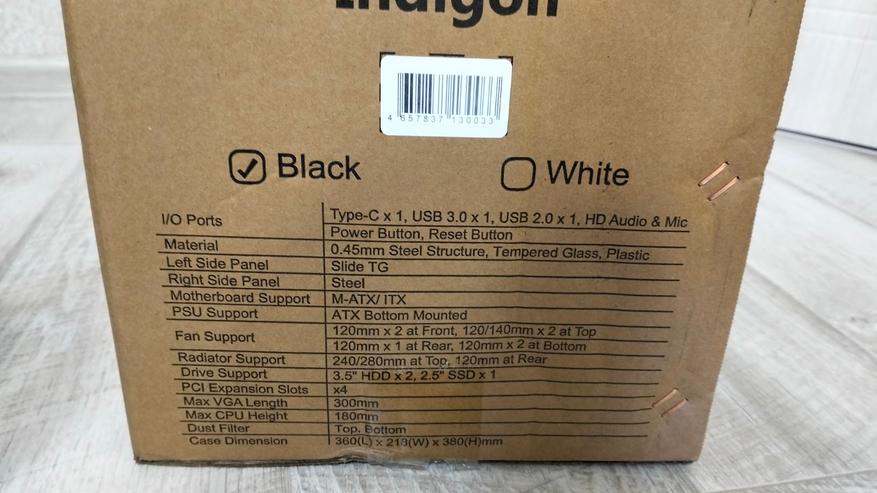 Indigon
4 657837 130033
Black White
I/O Ports Type-C x 1, USB 3.0 x 1, USB 2.0 x 1, HD Audio & Mic
Power Button, Reset Button
Material 0.45mm Steel Structure, Tempered Glass, Plastic
Left Side Panel Slide TG
Right Side Panel Steel
Motherboard Support M-ATX/ ITX
PSU Support ATX Bottom Mounted
Fan Support 120mm x 2 at Front, 120/140mm x 2 at Top
120mm x 1 at Rear, 120mm x 2 at Bottom
Radiator Support 240/280mm at Top, 120mm at Rear
Drive Support 3.5" HDD x 2, 2.5" SSD x 1
PCI Expansion Slots x4
Max VGA Length 300mm
Max CPU Height 180mm
Dust Filter Top, Bottom
Case Dimension 360(L) x 218(W) x 380(H)mm